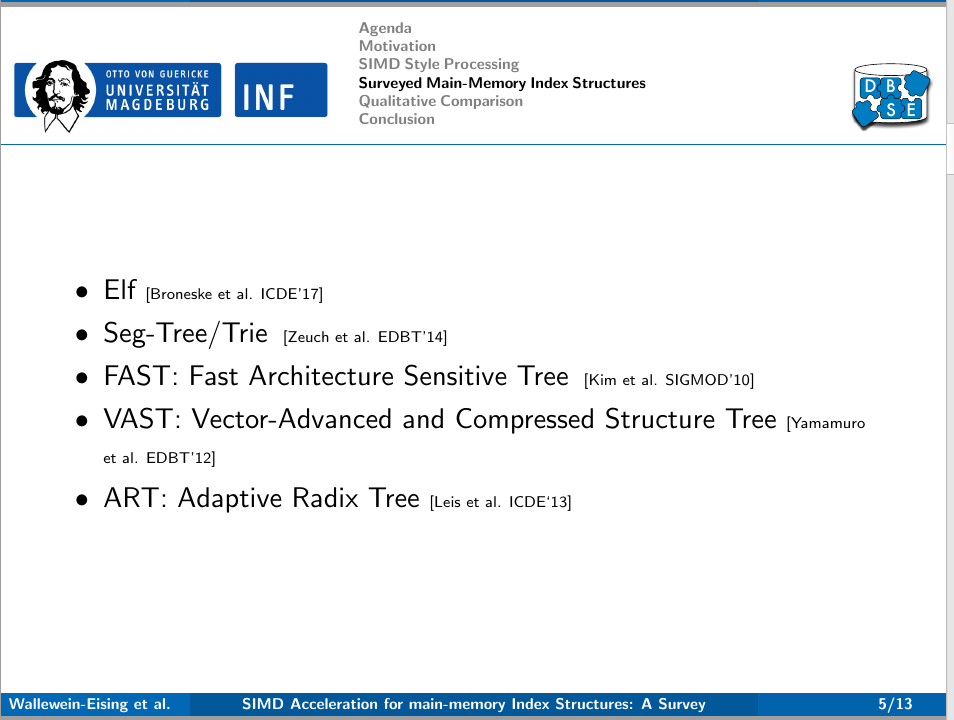 Agenda
Motivation
SIMD Style Processing
Surveyed Main-Memory Index Structures
Qualitative Comparison
Conclusion
OTTO VON GUERICKE
UNIVERSITÄT
MAGDEBURG
INF
D B
S E
• Elf [Broneske et al. ICDE'17]
• Seg-Tree/Trie [Zeuch et al. EDBT'14]
• FAST: Fast Architecture Sensitive Tree [Kim et al. SIGMOD'10]
• VAST: Vector-Advanced and Compressed Structure Tree [Yamamuro
et al. EDBT'12]
• ART: Adaptive Radix Tree [Leis et al. ICDE‘13]
Wallewein-Eising et al. SIMD Acceleration for main-memory Index Structures: A Survey 5/13